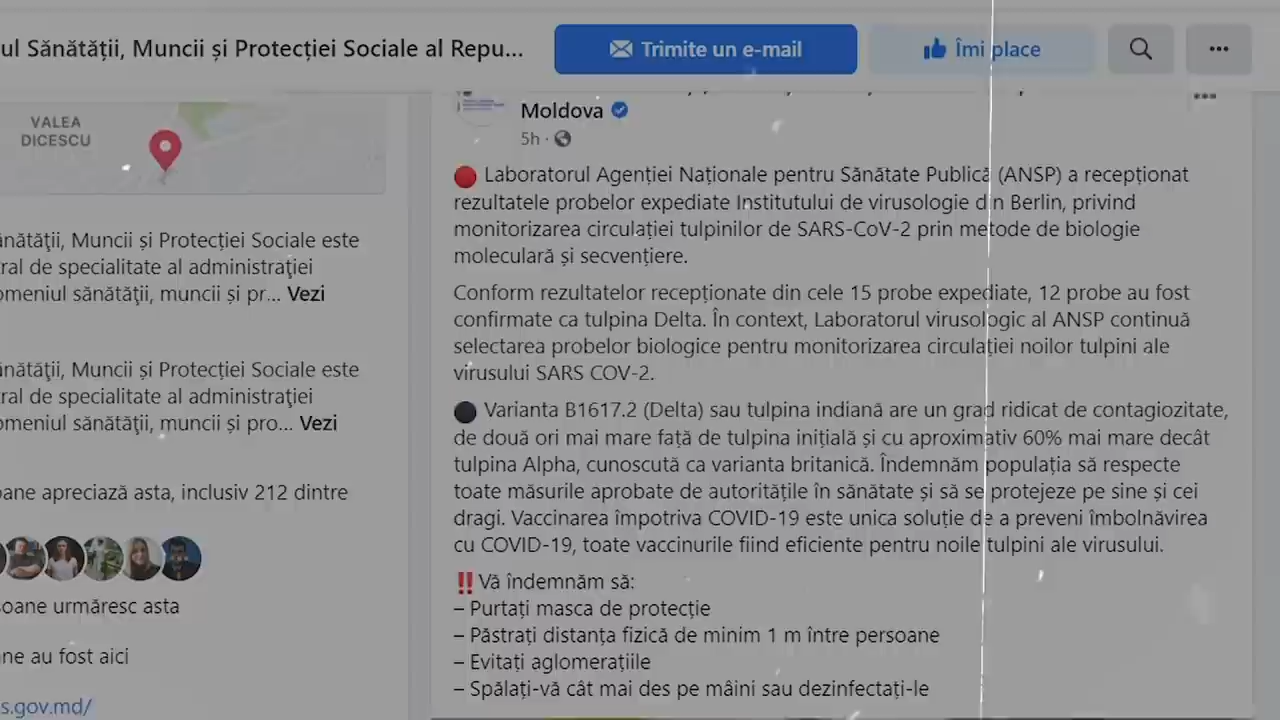 ul Sănătății, Muncii și Protecției Sociale al Repu...
Trimite un e-mail
Îmi place
VALEA
DICESCU
ănătății, Muncii și Protecției Sociale este
ral de specialitate al administrației
omeniul sănătății, muncii și pr... Vezi
ănătății, Muncii și Protecției Sociale este
ral de specialitate al administrației
omeniul sănătății, muncii și pro... Vezi
oane apreciază asta, inclusiv 212 dintre
soane urmăresc asta
ne au fost aici
s.gov.md/
Moldova
5h
Laboratorul Agenției Naționale pentru Sănătate Publică (ANSP) a recepționat
rezultatele probelor expediate Institutului de virusologie din Berlin, privind
monitorizarea circulației tulpinilor de SARS-CoV-2 prin metode de biologie
moleculară și secvențiere.
Conform rezultatelor recepționate din cele 15 probe expediate, 12 probe au fost
confirmate ca tulpina Delta. În context, Laboratorul virusologic al ANSP continuă
selectarea probelor biologice pentru monitorizarea circulației noilor tulpini ale
virusului SARS COV-2.
Varianta B1617.2 (Delta) sau tulpina indiană are un grad ridicat de contagiozitate,
de două ori mai mare față de tulpina inițială și cu aproximativ 60% mai mare decât
tulpina Alpha, cunoscută ca varianta britanică. Îndemnăm populația să respecte
toate măsurile aprobate de autoritățile în sănătate și să se protejeze pe sine și cei
dragi. Vaccinarea împotriva COVID-19 este unica soluție de a preveni îmbolnăvirea
cu COVID-19, toate vaccinurile fiind eficiente pentru noile tulpini ale virusului.
‼️Vă îndemnăm să:
– Purtați masca de protecție
– Păstrați distanța fizică de minim 1 m între persoane
– Evitați aglomerațiile
– Spălați-vă cât mai des pe mâini sau dezinfectați-le